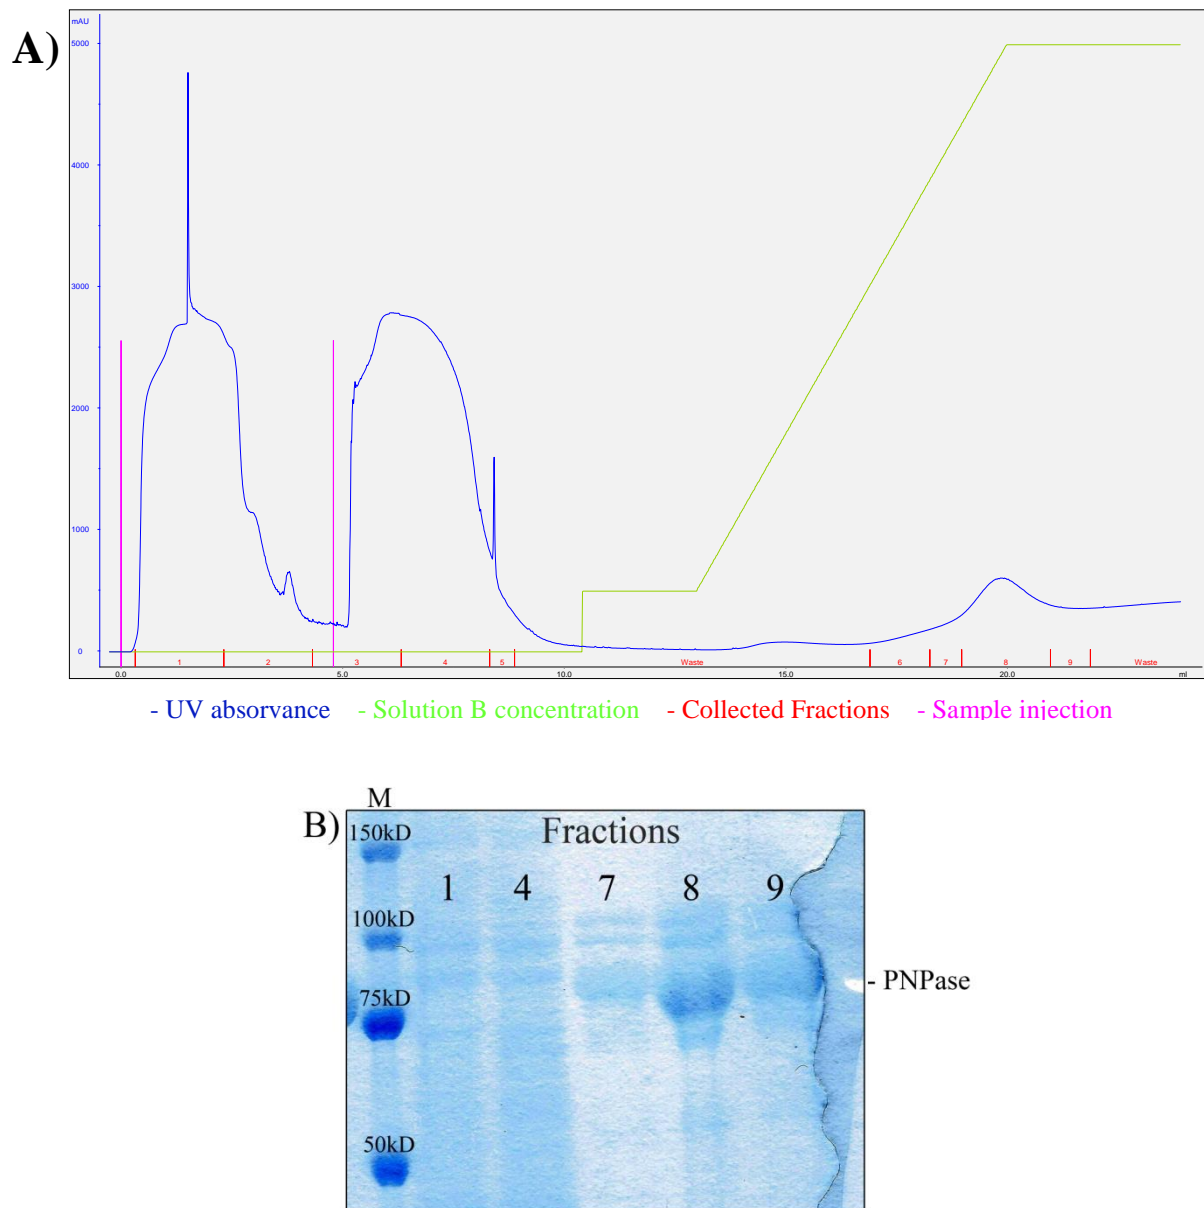 A)
mAU
5000
4000
3000
2000
1000
0
1 2 3 4 5 Waste 6 7 8 9 Waste
0.0 5.0 10.0 15.0 20.0 ml
- UV absorvance - Solution B concentration - Collected Fractions - Sample injection
B)
M
150kD
Fractions
1 4 7 8 9
100kD
- PNPase
75kD
50kD